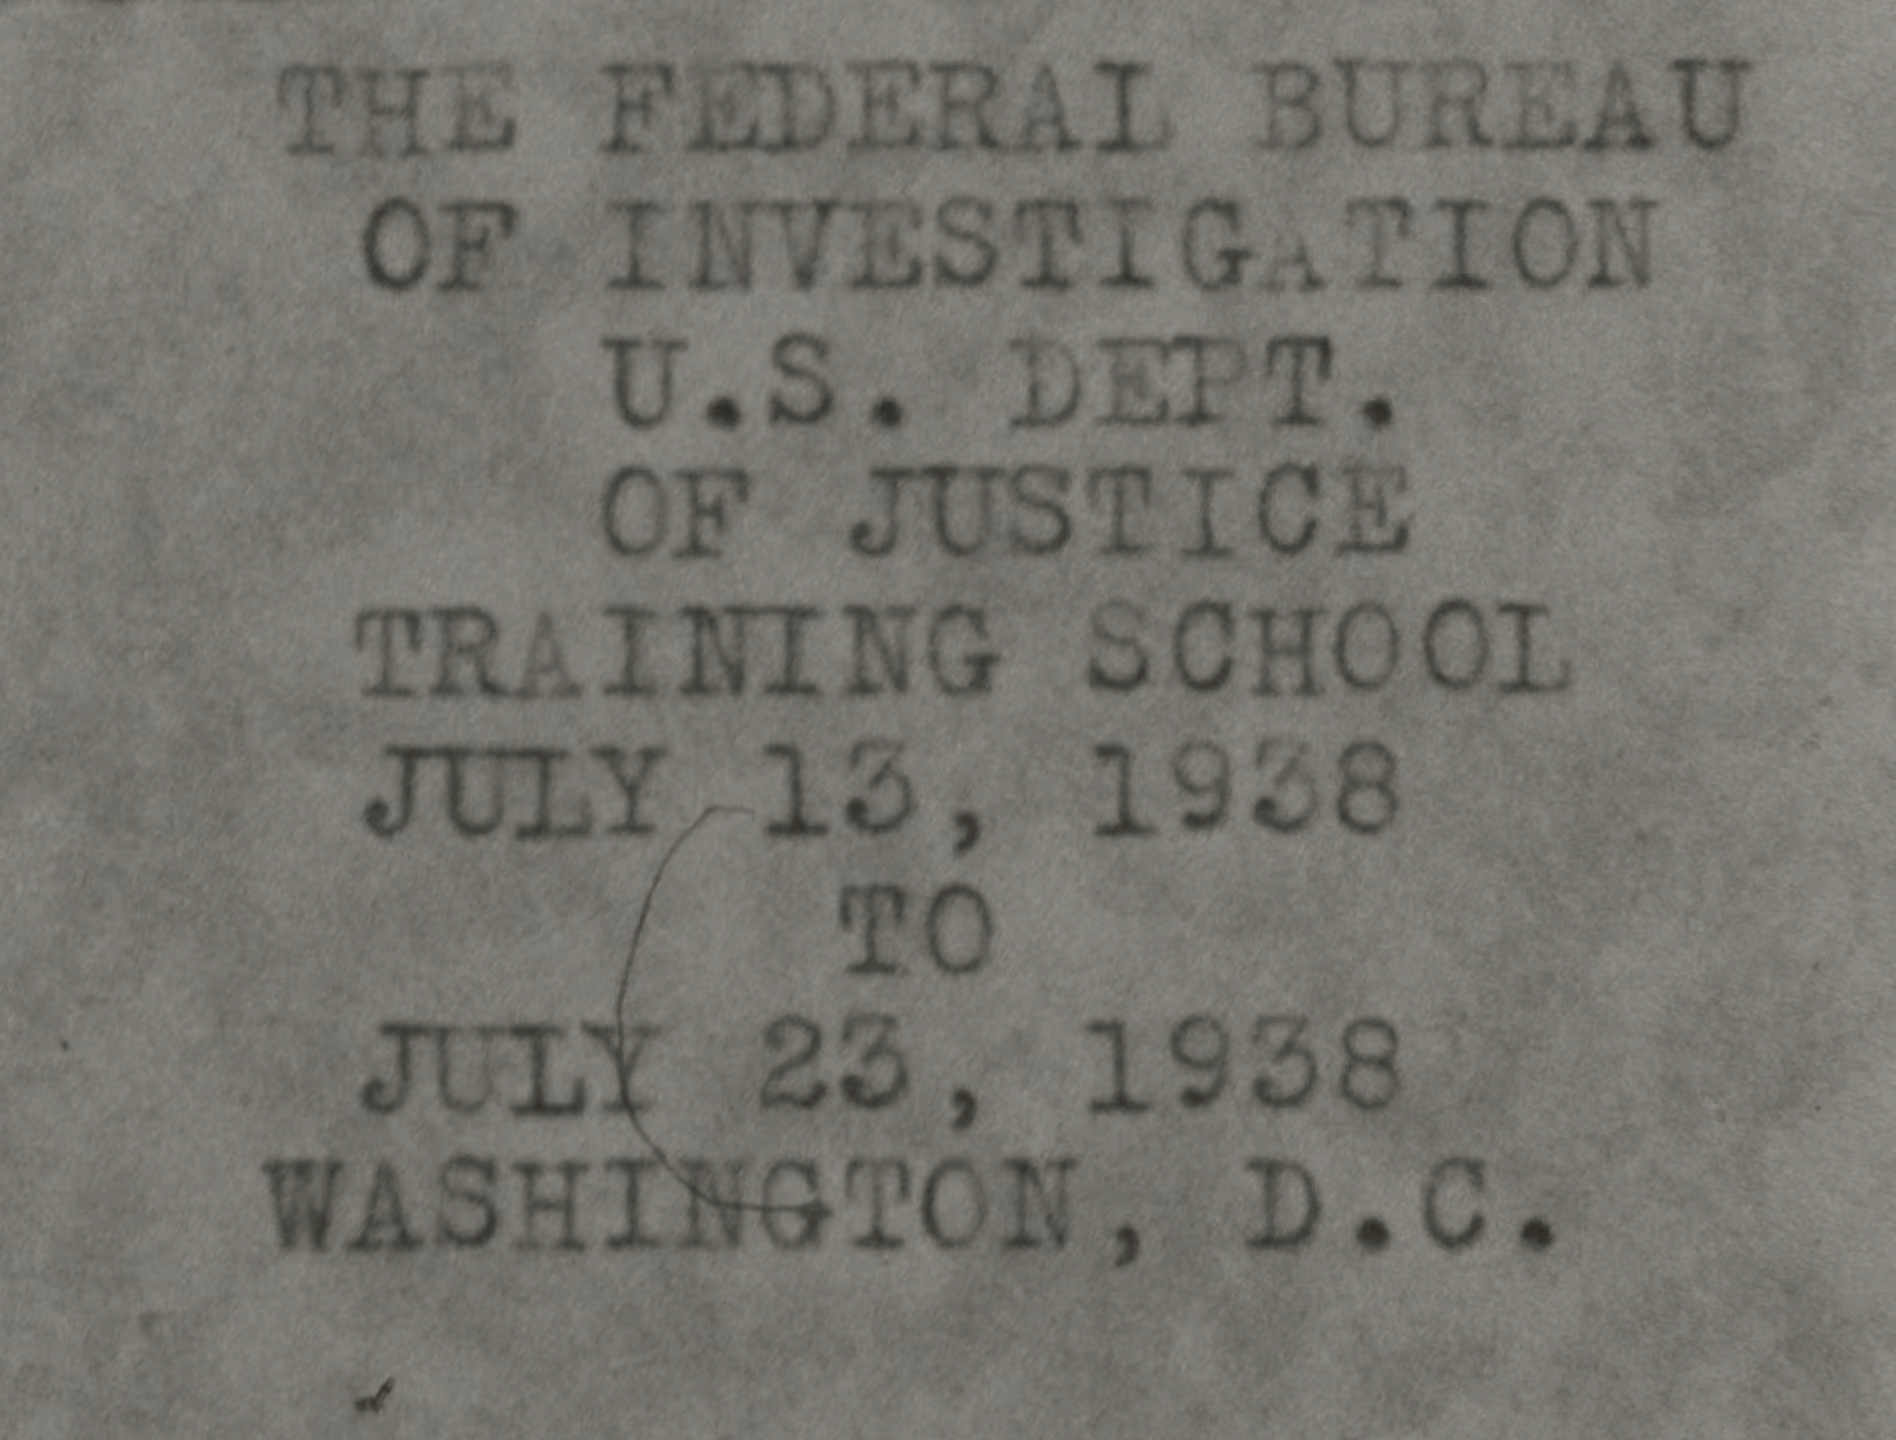 THE FEDERAL BUREAU
OF INVESTIGATION
U.S. DEPT.
OF JUSTICE
TRAINING SCHOOL
JULY 13, 1938
TO
JULY 23, 1938
WASHINGTON, D.C.